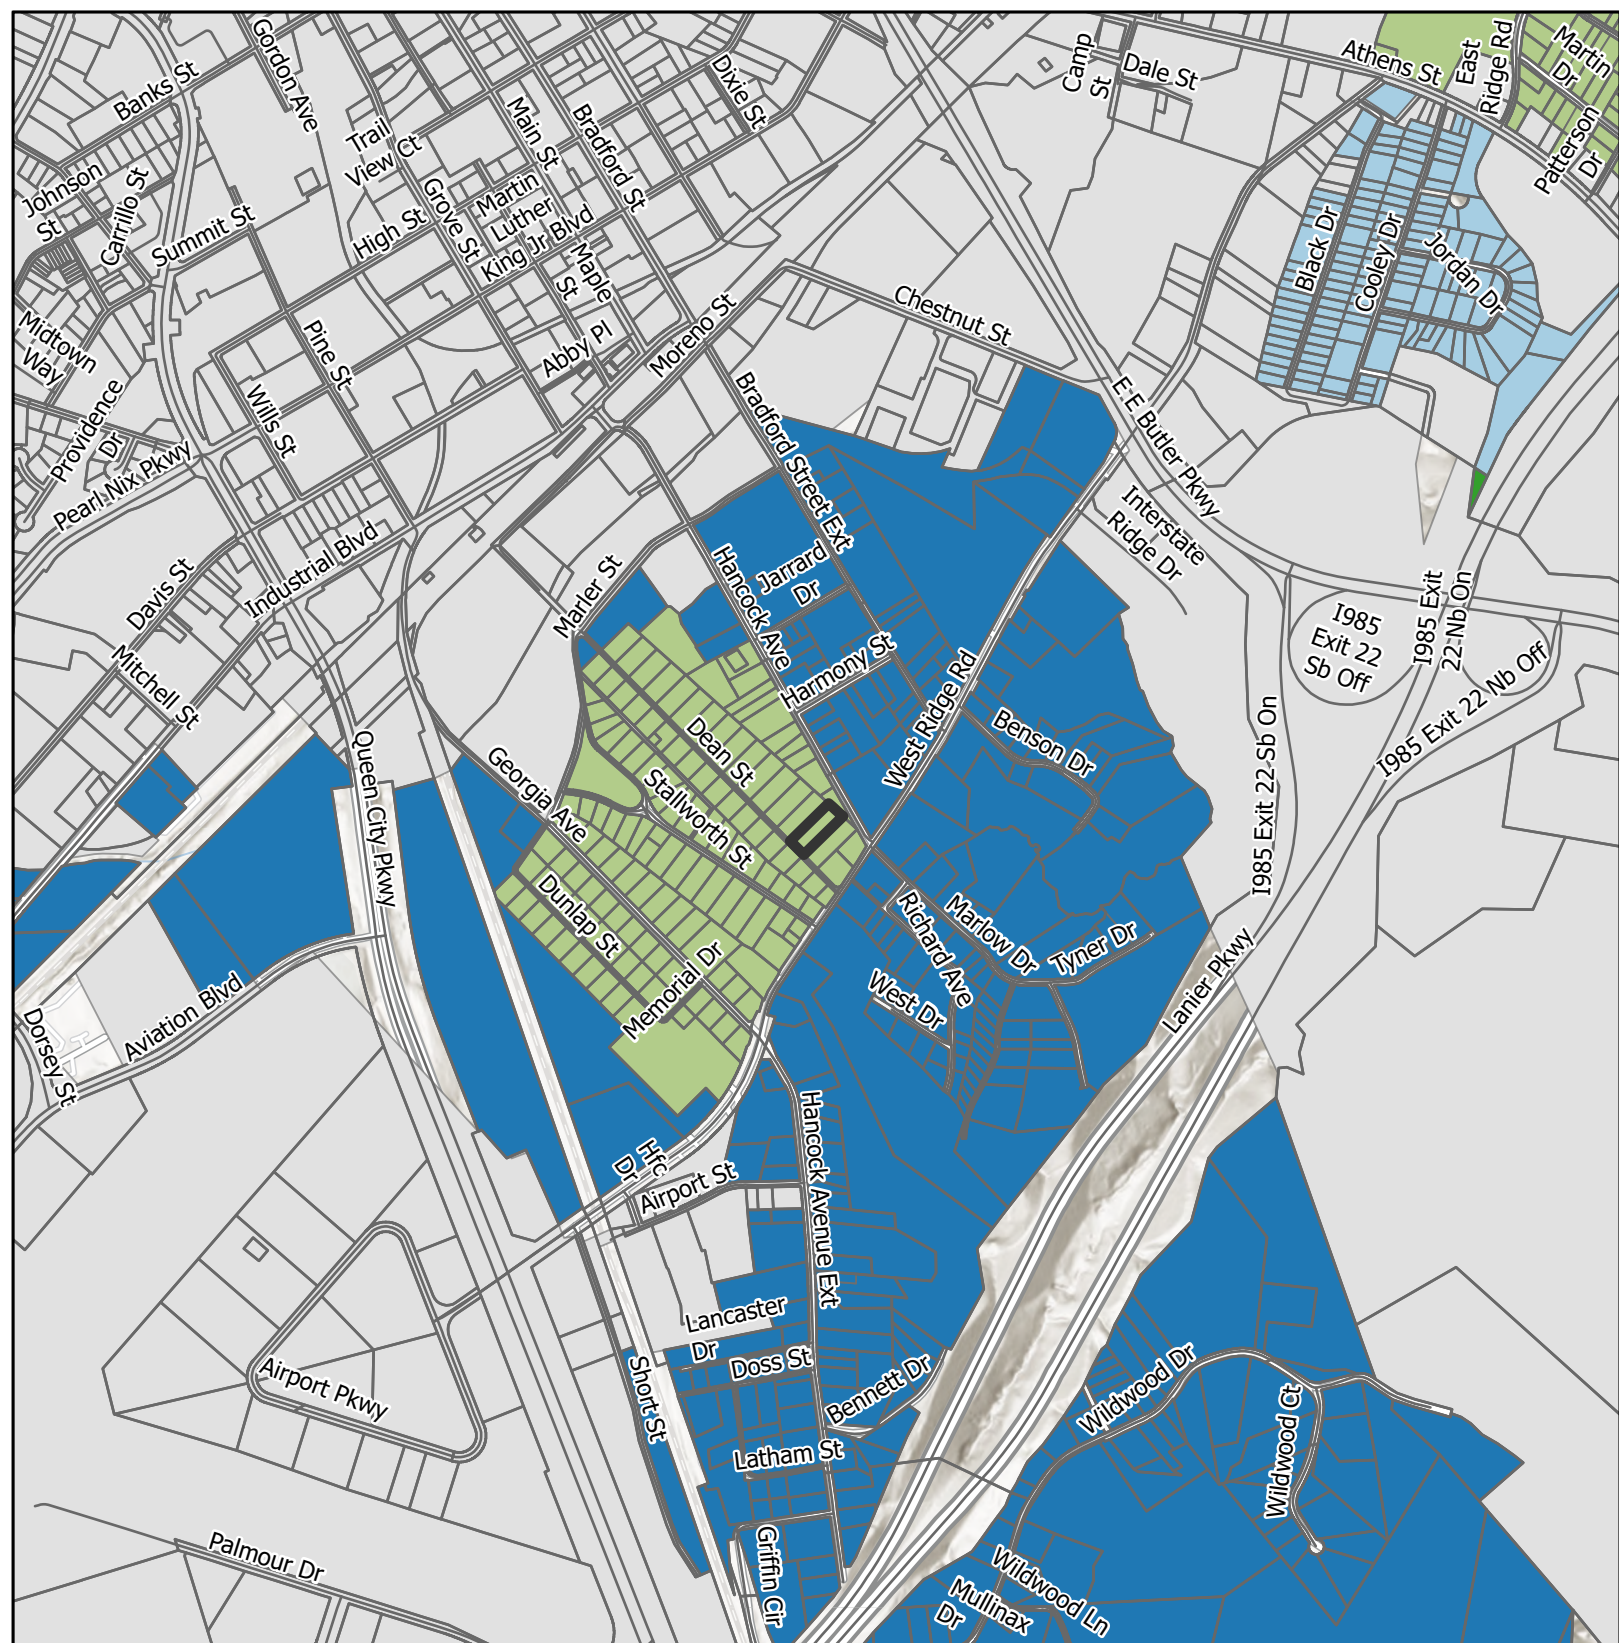 Gordon Ave
Banks St
Trail
View Ct
Main St
Bradford St
Dixie St
Camp
St
Dale St
Athens St
East
Ridge Rd
Martin
Dr
Patterson
Dr
Johnson
St
Carrillo St
Summit St
High St
Grove St
Martin
Luther
King Jr Blvd
Maple
St
Black Dr
Cooley Dr
Jordan Dr
Midtown
Way
Pine St
Abby Pl
Moreno St
Chestnut St
Providence
Dr
Wills St
Pearl Nix Pkwy
Bradford Street Ext
E E Butler Pkwy
Interstate
Ridge Dr
Davis St
Industrial Blvd
Marler St
Hancock Ave
Jarrard
Dr
Harmony St
I985
Exit 22
Sb Off
I985 Exit
22 Nb On
I985 Exit 22 Nb Off
Mitchell St
West Ridge Rd
Benson Dr
I985 Exit 22 Sb On
Queen City Pkwy
Georgia Ave
Dean St
Stallworth St
Dunlap St
Memorial Dr
Richard Ave
Marlow Dr
Tyner Dr
West Dr
Lanier Pkwy
Dorsey St
Aviation Blvd
Hfc
Dr
Airport St
Hancock Avenue Ext
Lancaster
Dr
Doss St
Bennett Dr
Latham St
Short St
Airport Pkwy
Wildwood Dr
Wildwood Ct
Palmour Dr
Griffin Cir
Wildwood Ln
Mullinax
Dr